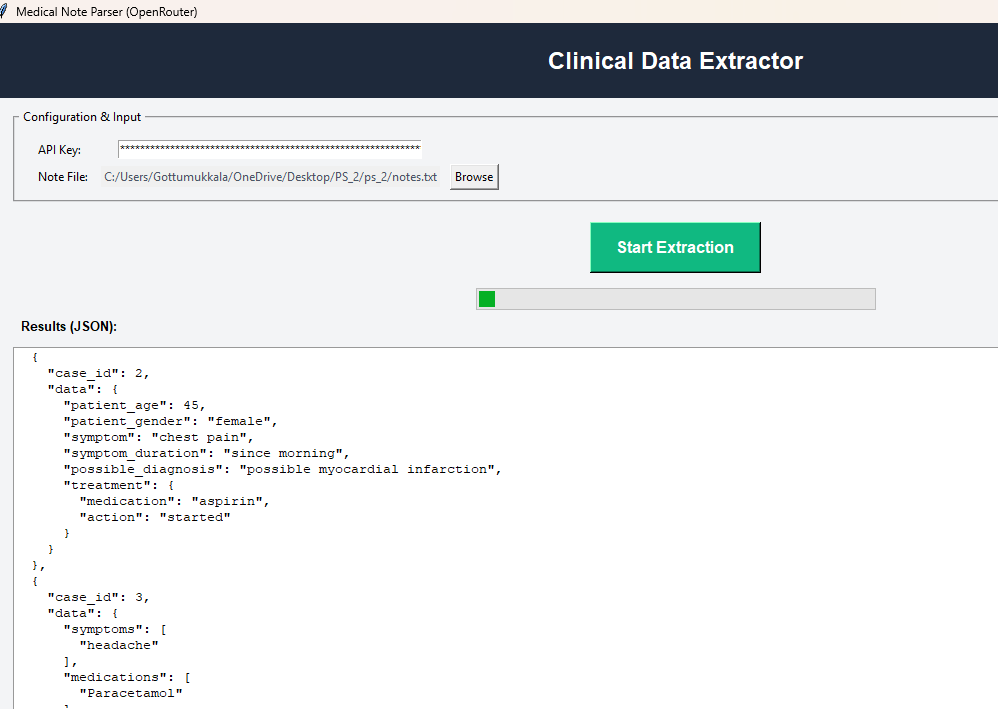 Medical Note Parser (OpenRouter)
Clinical Data Extractor
Configuration & Input
API Key: ************************************************************
Note File: C:/Users/Gottumukkala/OneDrive/Desktop/PS_2/ps_2/notes.txt Browse
Start Extraction
Results (JSON):
{
"case_id": 2,
"data": {
"patient_age": 45,
"patient_gender": "female",
"symptom": "chest pain",
"symptom_duration": "since morning",
"possible_diagnosis": "possible myocardial infarction",
"treatment": {
"medication": "aspirin",
"action": "started"
}
}
},
{
"case_id": 3,
"data": {
"symptoms": [
"headache"
],
"medications": [
"Paracetamol"